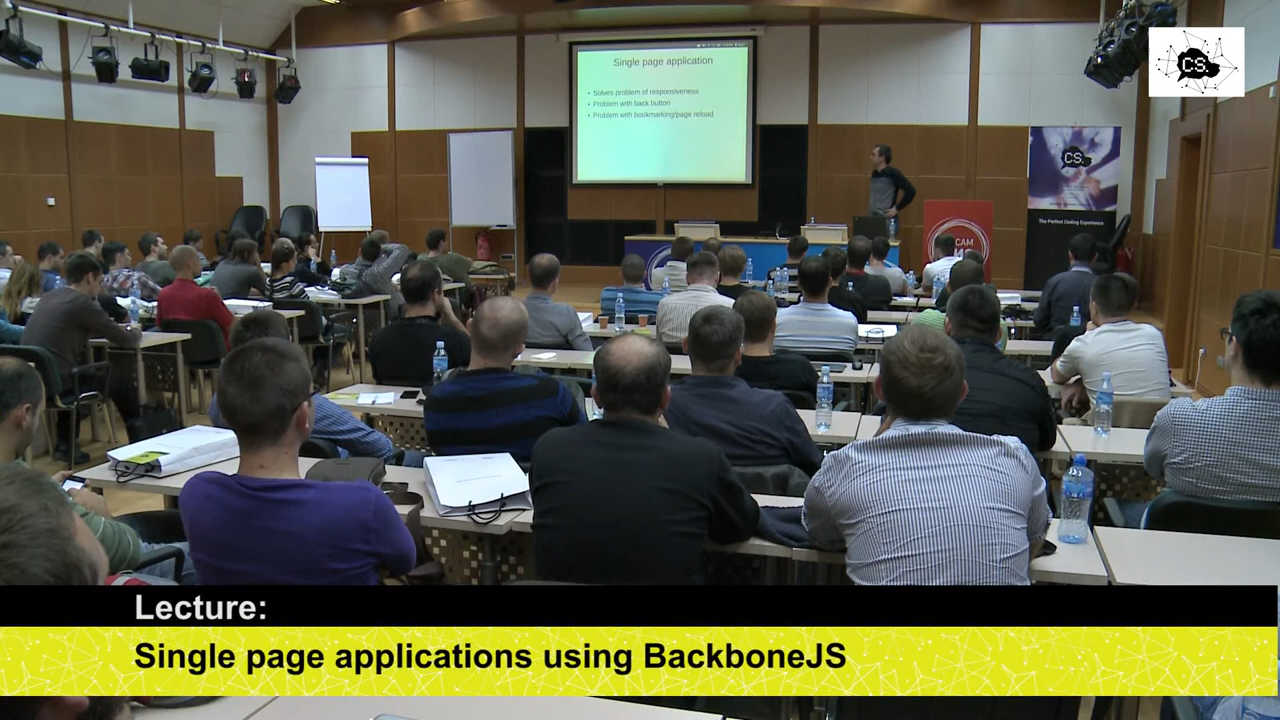 Single page application
• Solves problem of responsiveness
• Problem with back button
• Problem with bookmarking/page reload
CS.
CS.
The Perfect Coding Experience
CAM
Lecture:
Single page applications using BackboneJS